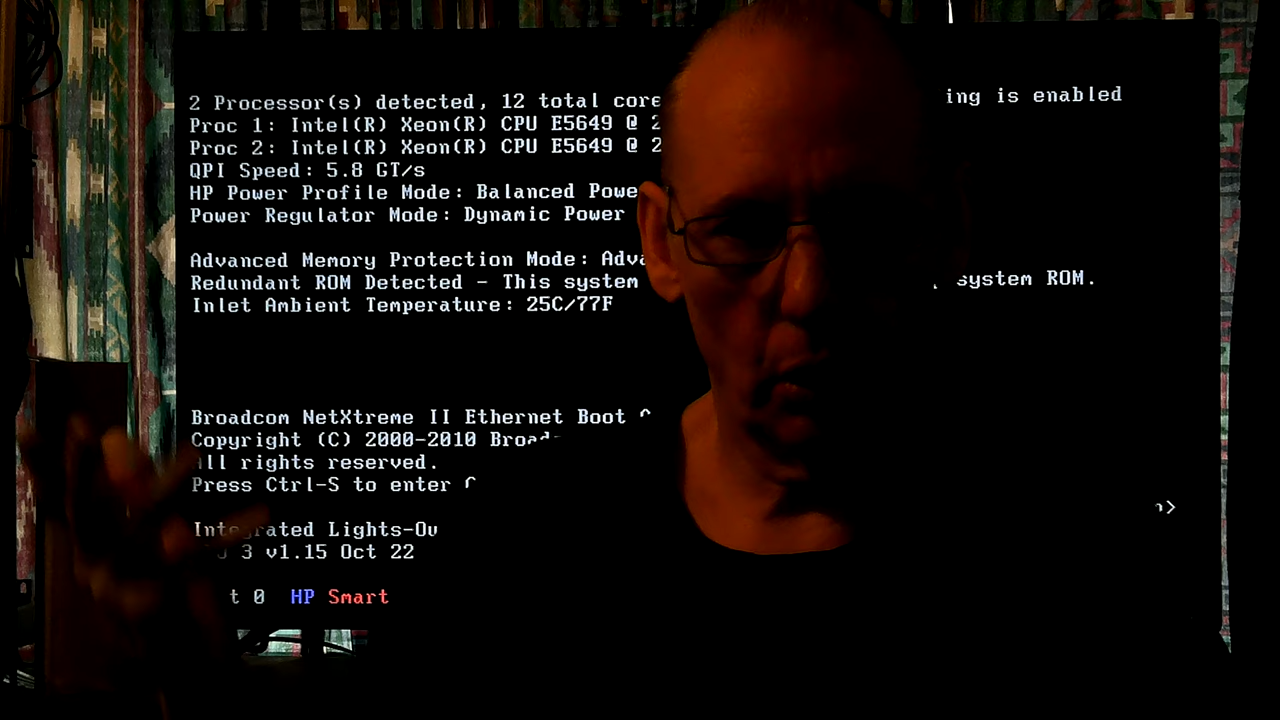 2 Processor(s) detected, 12 total core
ing is enabled
Proc 1: Intel(R) Xeon(R) CPU E5649 @ 2
Proc 2: Intel(R) Xeon(R) CPU E5649 @ 2
QPI Speed: 5.8 GT/s
HP Power Profile Mode: Balanced Powe
Power Regulator Mode: Dynamic Power
Advanced Memory Protection Mode: Adva
Redundant ROM Detected - This system
system ROM.
Inlet Ambient Temperature: 25C/77F
Broadcom NetXtreme II Ethernet Boot
Copyright (C) 2000-2010 Broad
All rights reserved.
Press Ctrl-S to enter
Integrated Lights-Ou
3 v1.15 Oct 22
t 0 HP Smart
>